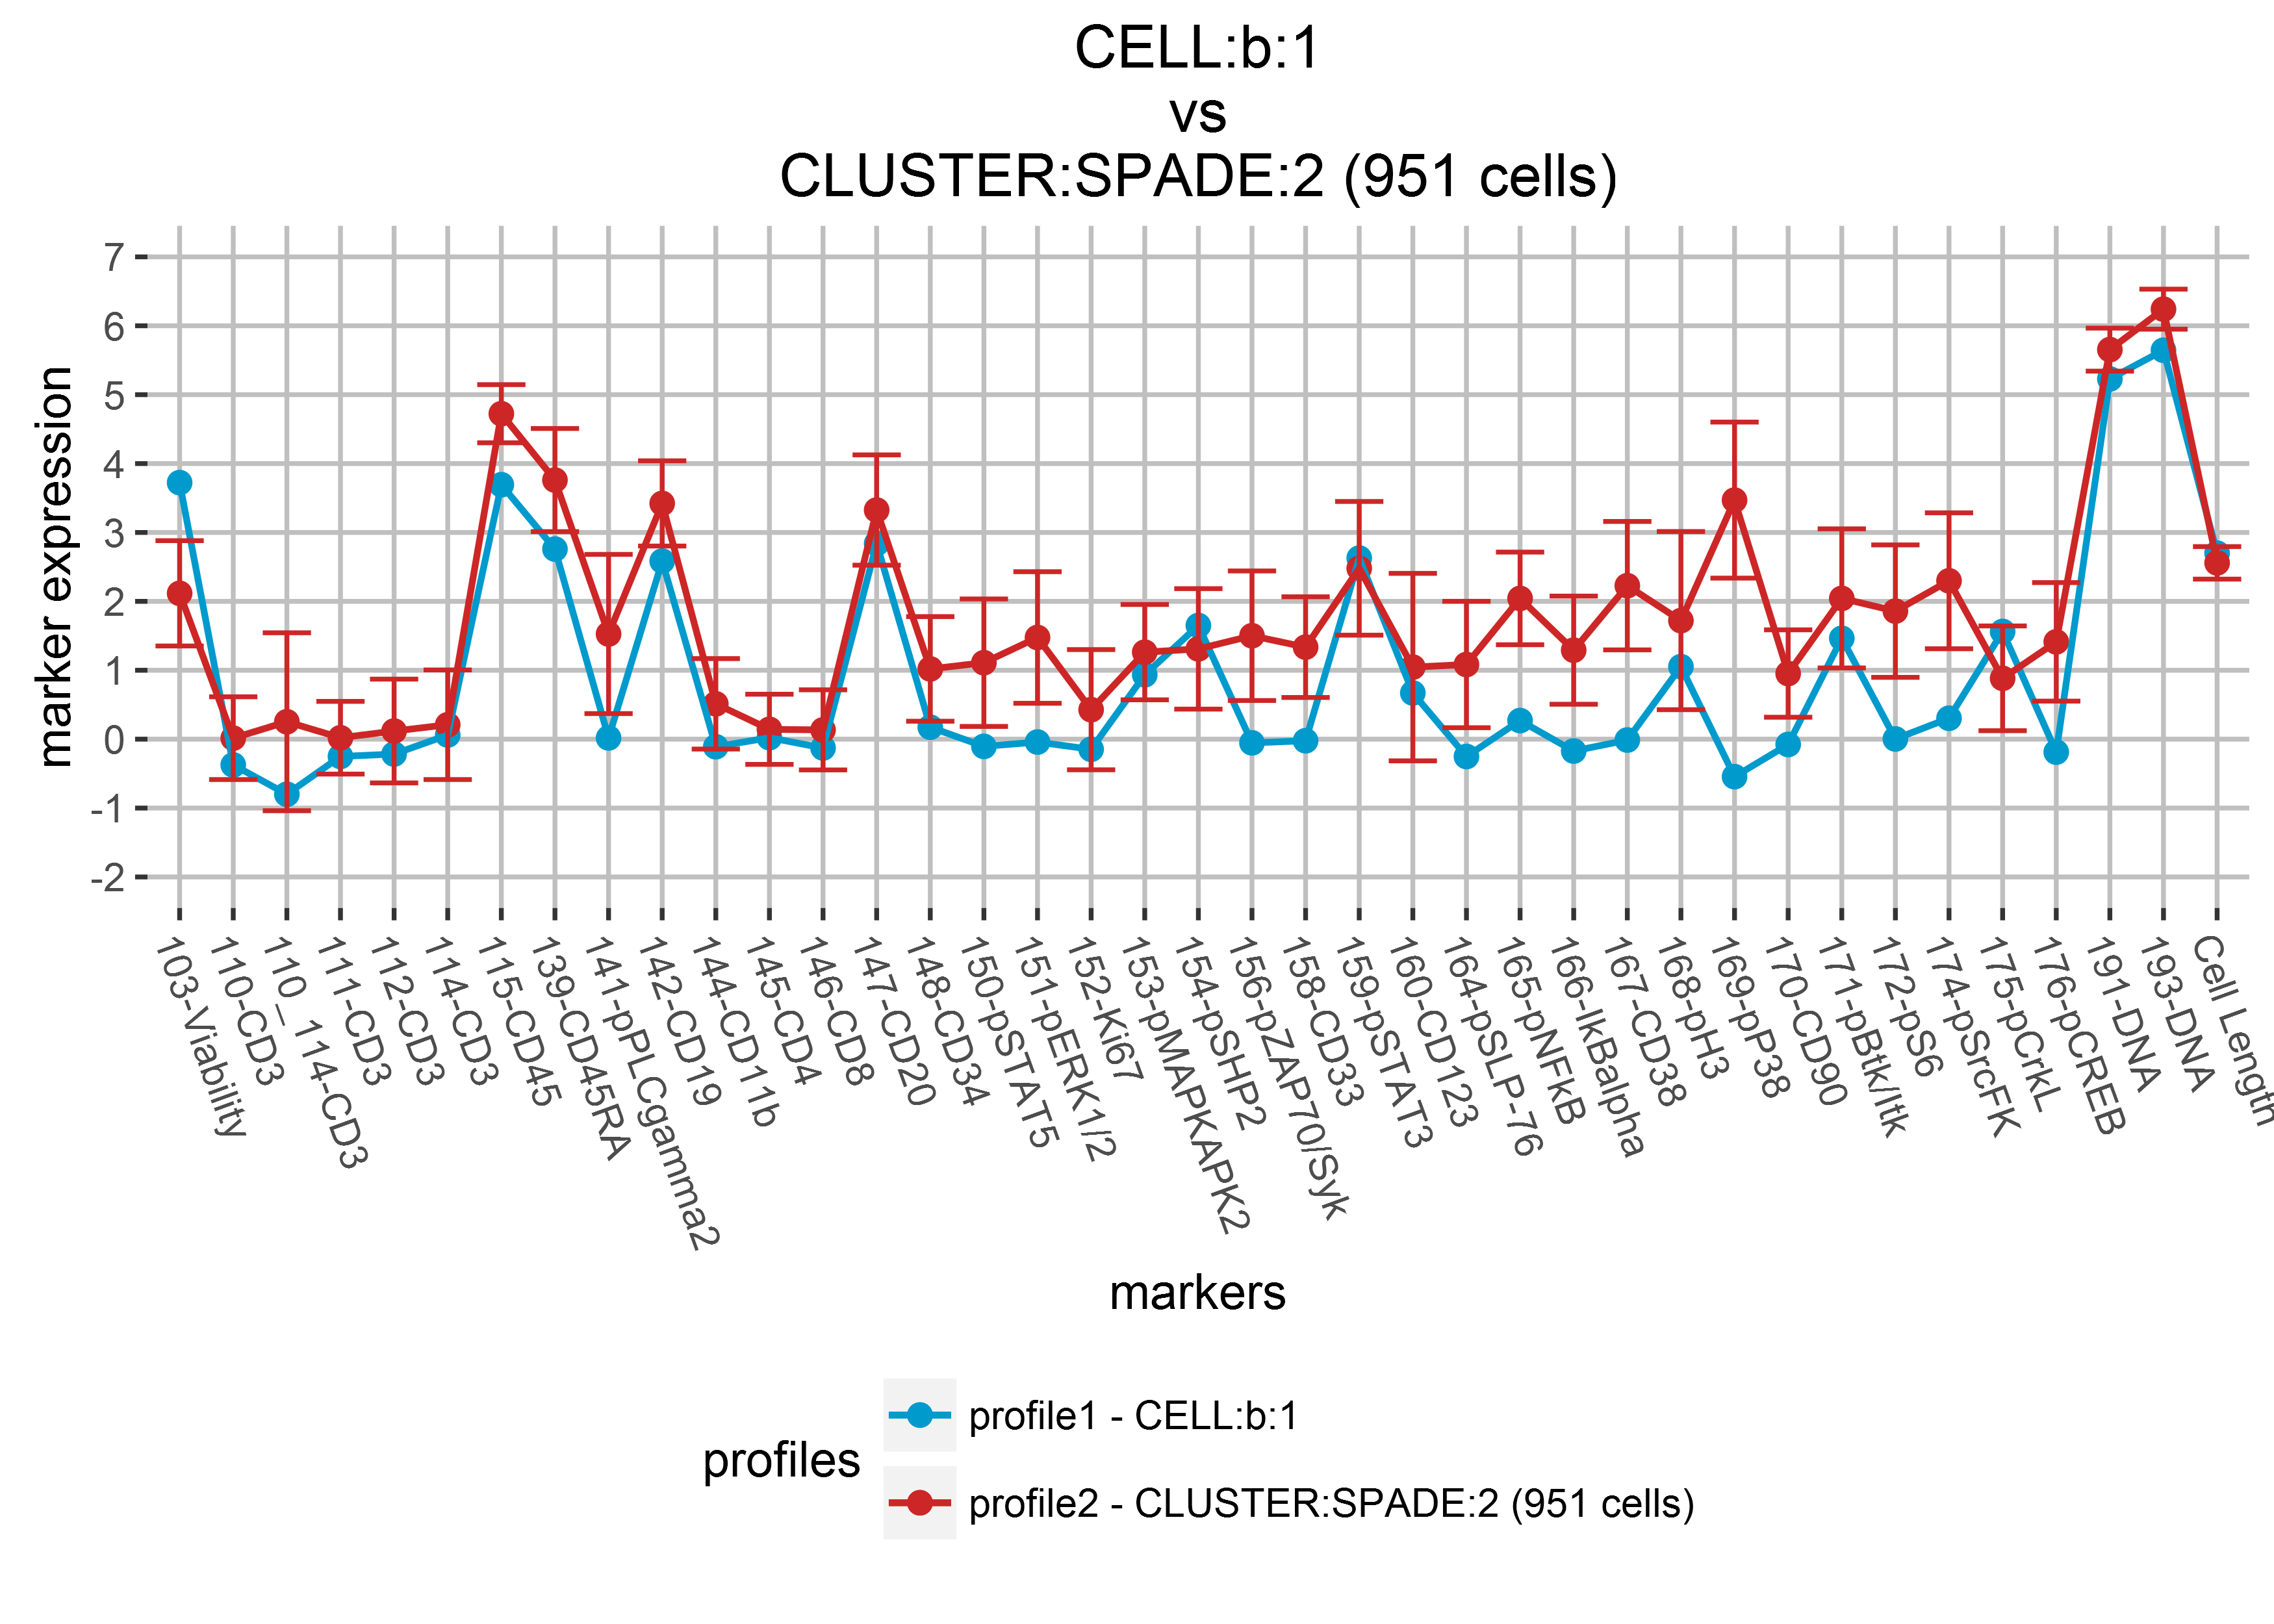 CELL:b:1
vs
CLUSTER:SPADE:2 (951 cells)
marker expression
7
6
5
4
3
2
1
0
-1
-2
103-Viability
110-CD3
110_114-CD3
111-CD3
112-CD3
114-CD3
115-CD45
139-CD45RA
141-pPLCgamma2
142-CD19
144-CD11b
145-CD4
146-CD8
147-CD20
148-CD34
150-pSTAT5
151-pERK1/2
152-Ki67
153-pMAPKAPK2
154-pSHP2
156-pZAP70/Syk
158-CD33
159-pSTAT3
160-CD123
164-pSLP-76
165-pNFkB
166-IkBalpha
167-CD38
168-pH3
169-pP38
170-CD90
171-pBtk/Itk
172-pS6
174-pSrcFK
175-pCrkL
176-pCREB
191-DNA
193-DNA
Cell Length
markers
profiles
profile1 - CELL:b:1
profile2 - CLUSTER:SPADE:2 (951 cells)